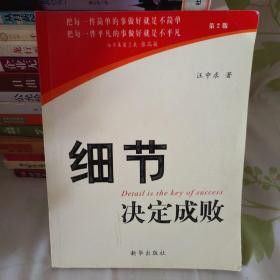 把每一件简单的事做好就是不简单
把每一件平凡的事做好就是不平凡
第2版
汪中求 著
细节
Detail is the key of success
决定成败
新华出版社